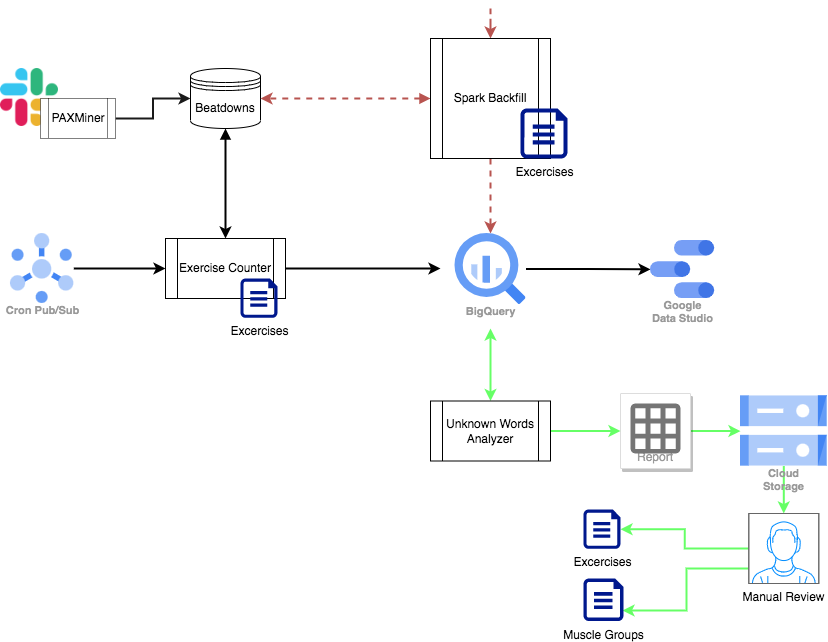 Spark Backfill
PAXMiner
Beatdowns
Excercises
Exercise Counter
Cron Pub/Sub
Excercises
BigQuery
Google
Data Studio
Unknown Words
Analyzer
Report
Cloud
Storage
Excercises
Manual Review
Muscle Groups